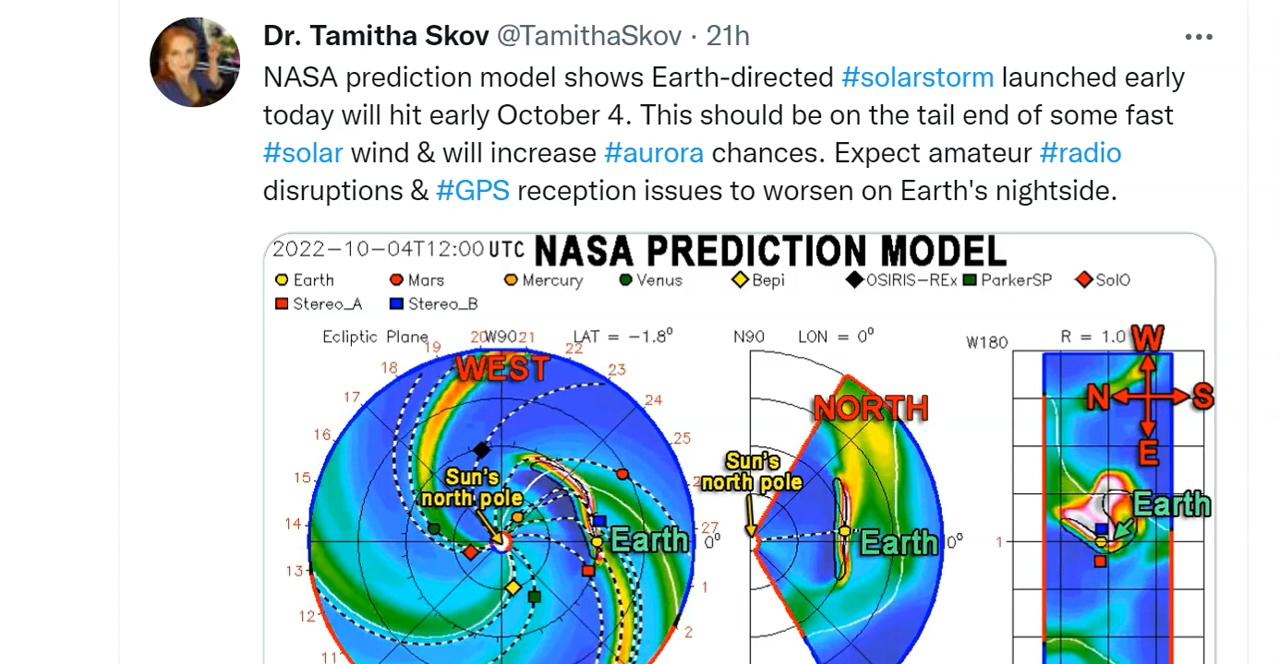 Dr. Tamitha Skov @TamithaSkov · 21h
NASA prediction model shows Earth-directed #solarstorm launched early
today will hit early October 4. This should be on the tail end of some fast
#solar wind & will increase #aurora chances. Expect amateur #radio
disruptions & #GPS reception issues to worsen on Earth's nightside.
2022-10-04T12:00 UTC NASA PREDICTION MODEL
Earth Mars Mercury Venus Bepi OSIRIS-REx ParkerSP SolO
Stereo_A Stereo_B
Ecliptic Plane 20 W90 21 LAT = -1.8⁰ N90 LON = 0⁰ W180 R = 1.0 W
19 22
18 WEST 23
17 24 NORTH N S
16 25 E
15 Sun's north pole Sun's north pole Earth
14 Earth 27 0⁰ Earth 0⁰ 1
13 1
12 2
11